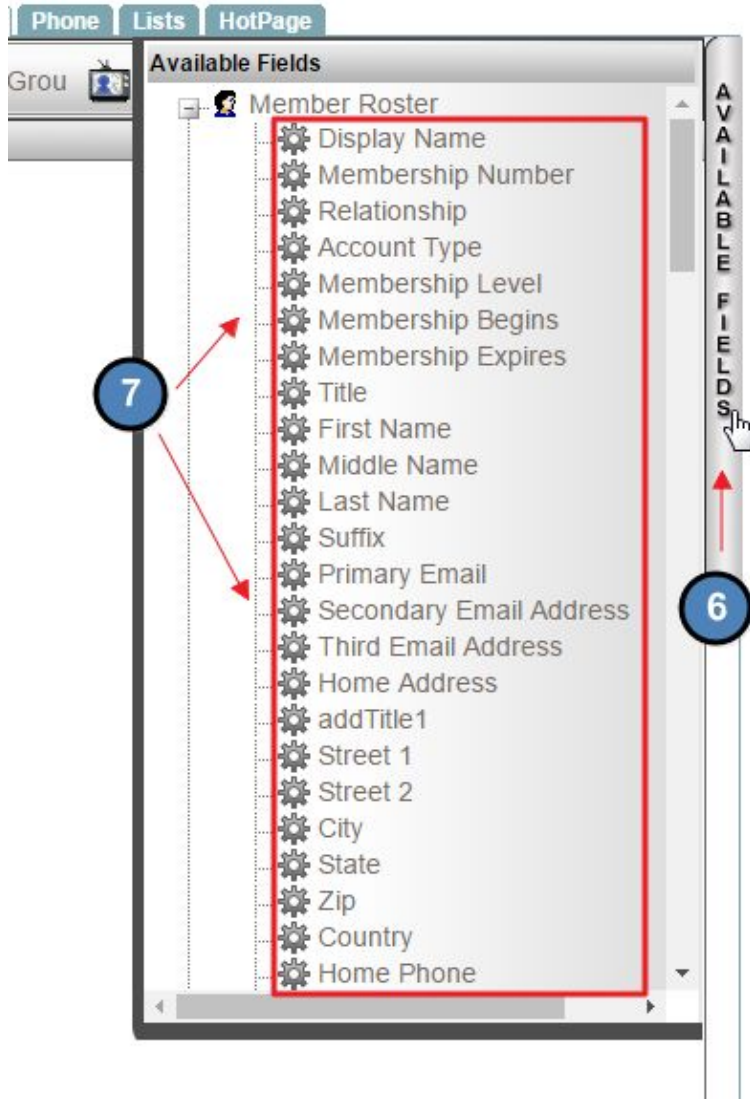 Phone Lists HotPage
Available Fields
Grou
Member Roster
Display Name
Membership Number
Relationship
Account Type
Membership Level
Membership Begins
Membership Expires
7
Title
First Name
Middle Name
Last Name
Suffix
Primary Email
Secondary Email Address
Third Email Address
Home Address
addTitle1
Street 1
Street 2
City
State
Zip
Country
Home Phone
AVAILABLE FIELDS
6